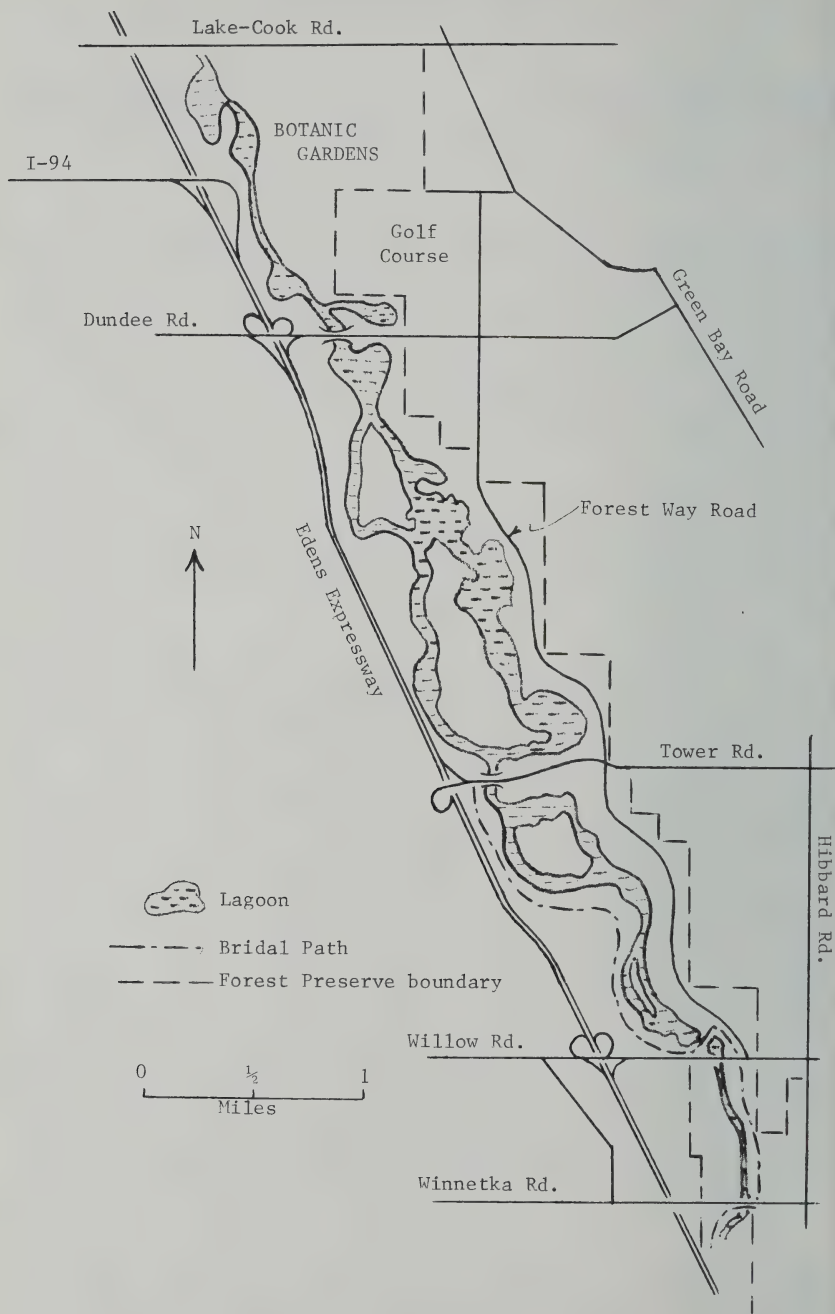 Lake-Cook Rd.
BOTANIC
GARDENS
I-94
Golf
Course
Green Bay Road
Dundee Rd.
Forest Way Road
N
Edens Expressway
Tower Rd.
Hibbard Rd.
Lagoon
Bridal Path
Forest Preserve boundary
Willow Rd.
0 ½ 1
Miles
Winnetka Rd.